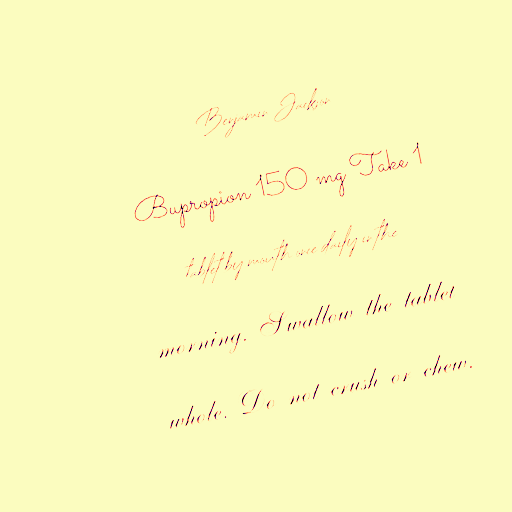 Benjamin Jackson
Bupropion 150 mg Take 1
tablet by mouth one daily in the
morning. Swallow the tablet
whole. Do not crush or chew.